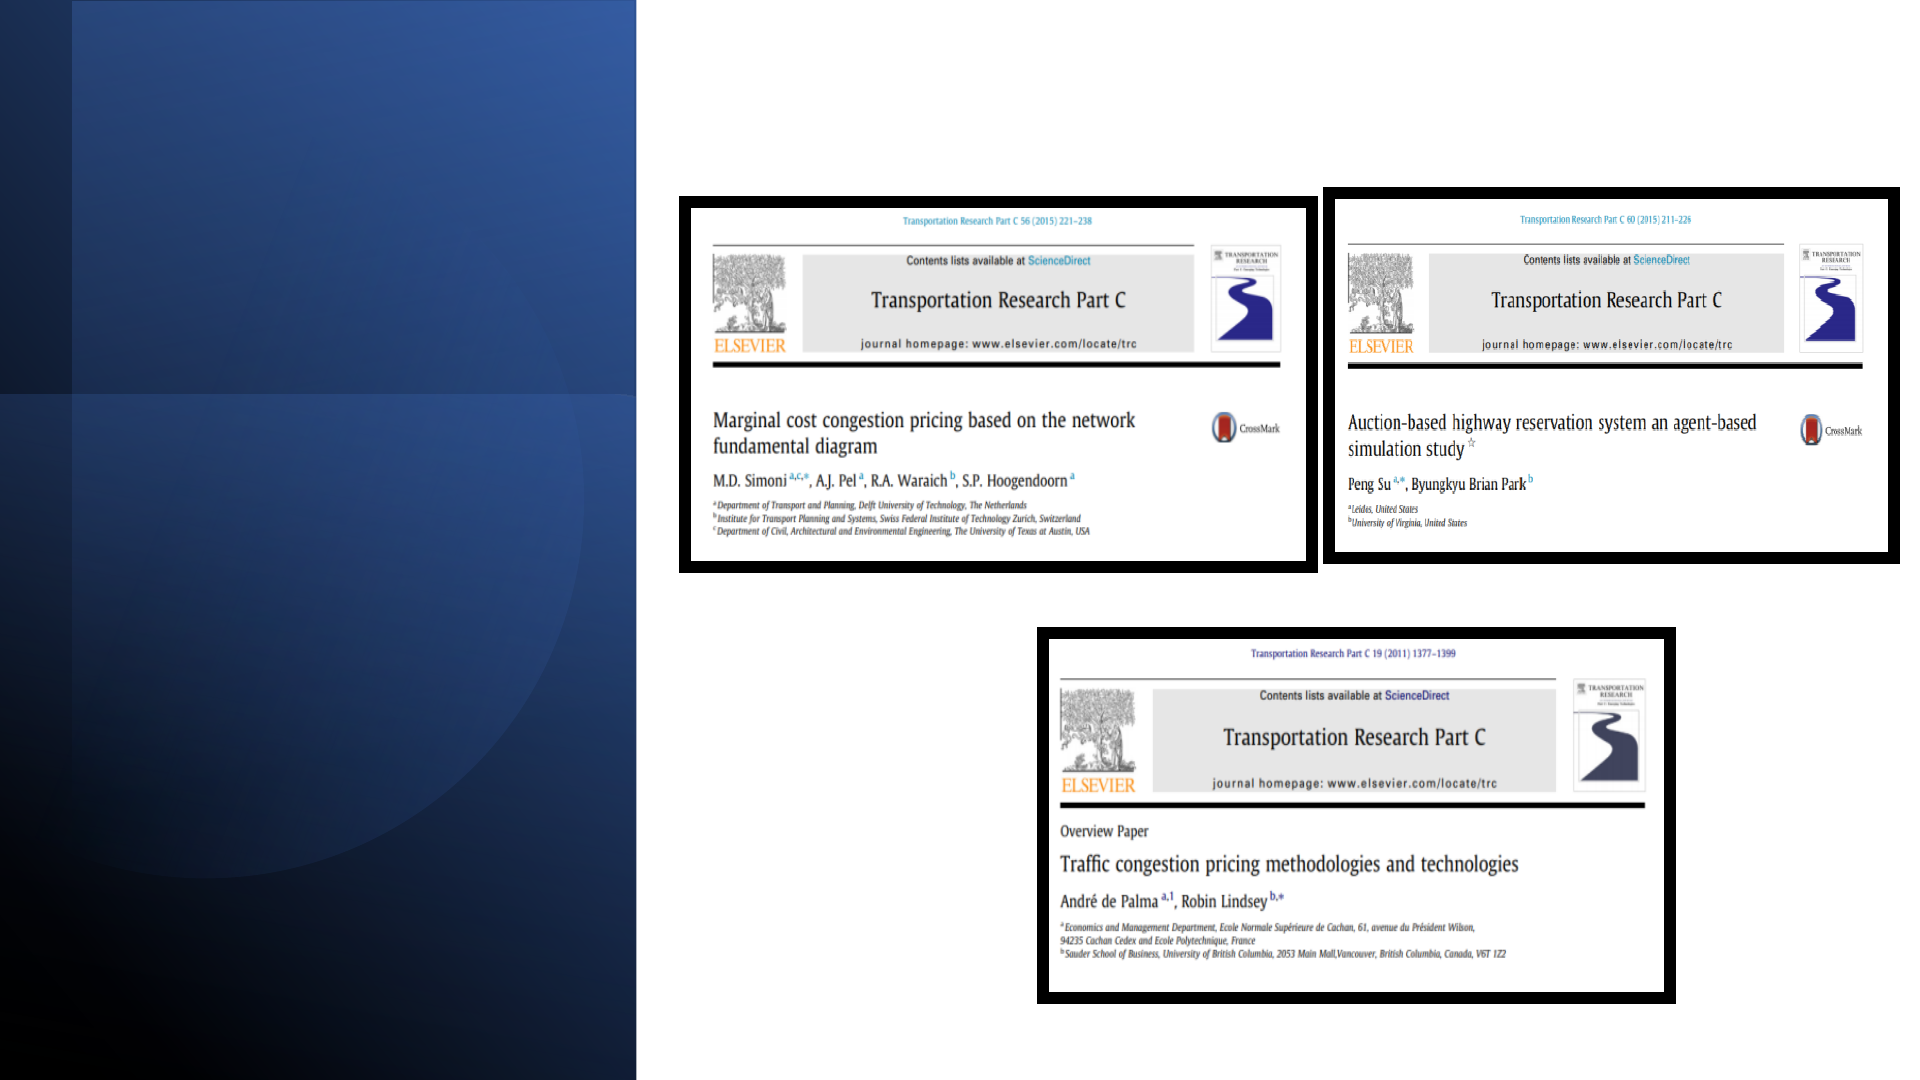 Transportation Research Part C 56 (2015) 221–238
Contents lists available at ScienceDirect
Transportation Research Part C
journal homepage: www.elsevier.com/locate/trc
ELSEVIER
TRANSPORTATION
RESEARCH
Marginal cost congestion pricing based on the network
fundamental diagram
CrossMark
M.D. Simoni a,c,*, A.J. Pel a, R.A. Waraich b, S.P. Hoogendoorn a
a Department of Transport and Planning, Delft University of Technology, The Netherlands
b Institute for Transport Planning and Systems, Swiss Federal Institute of Technology Zurich, Switzerland
c Department of Civil, Architectural and Environmental Engineering, The University of Texas at Austin, USA
Transportation Research Part C 60 (2015) 211–226
Contents lists available at ScienceDirect
Transportation Research Part C
journal homepage: www.elsevier.com/locate/trc
ELSEVIER
TRANSPORTATION
RESEARCH
Auction-based highway reservation system an agent-based
simulation study ☆
CrossMark
Peng Su a,*, Byungkyu Brian Park b
a Leidos, United States
b University of Virginia, United States
Transportation Research Part C 19 (2011) 1377–1399
Contents lists available at ScienceDirect
Transportation Research Part C
journal homepage: www.elsevier.com/locate/trc
ELSEVIER
TRANSPORTATION
RESEARCH
Overview Paper
Traffic congestion pricing methodologies and technologies
André de Palma a,1, Robin Lindsey b,*
a Economics and Management Department, Ecole Normale Supérieure de Cachan, 61, avenue du Président Wilson,
94235 Cachan Cedex and Ecole Polytechnique, France
b Sauder School of Business, University of British Columbia, 2053 Main Mall,Vancouver, British Columbia, Canada, V6T 1Z2